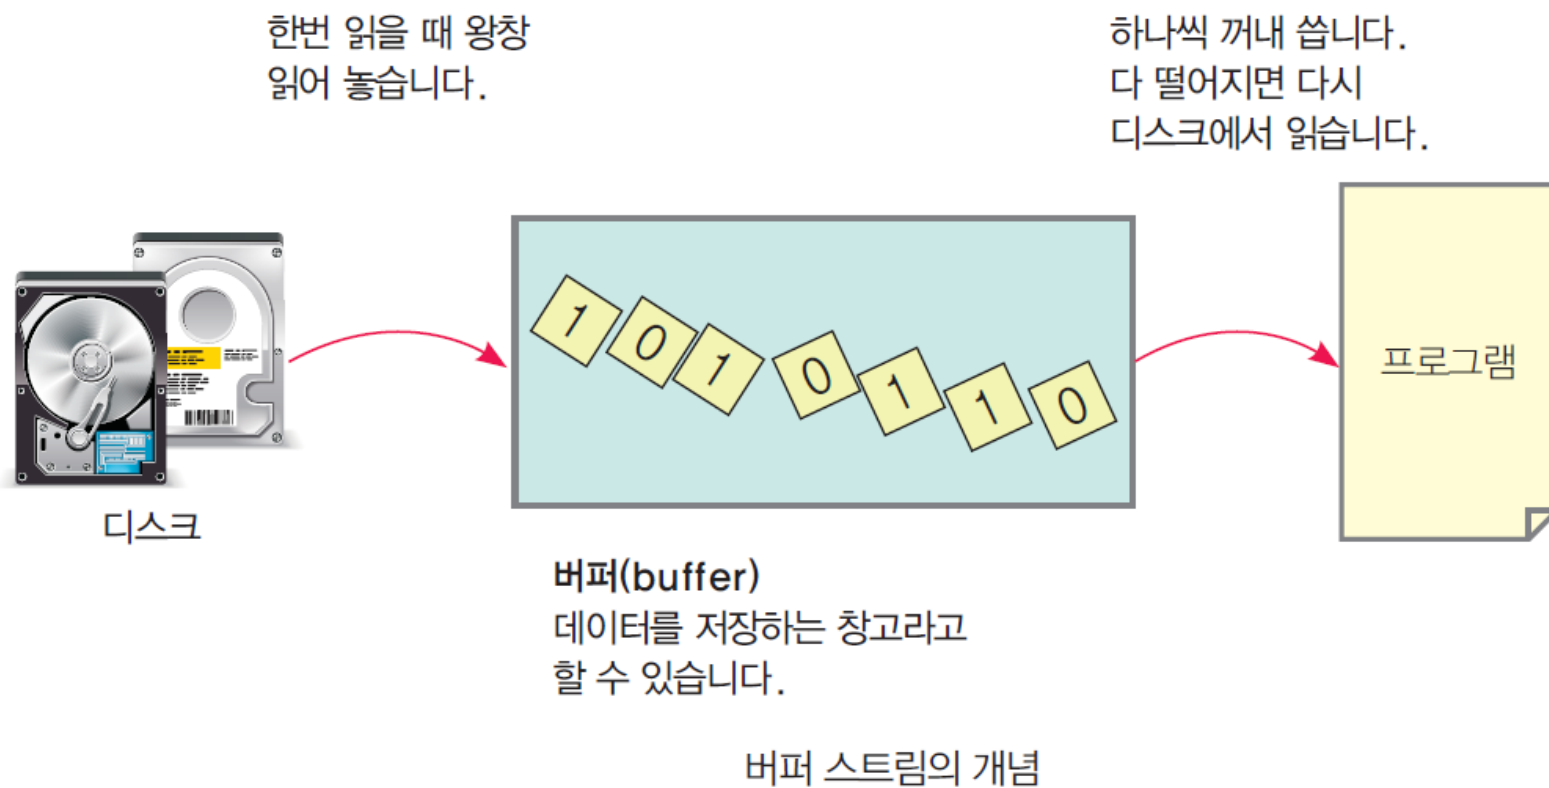 한번 읽을 때 왕창
읽어 놓습니다.
하나씩 꺼내 씁니다.
다 떨어지면 다시
디스크에서 읽습니다.
1 0 1 0 1 1 0
프로그램
디스크
버퍼(buffer)
데이터를 저장하는 창고라고
할 수 있습니다.
버퍼 스트림의 개념